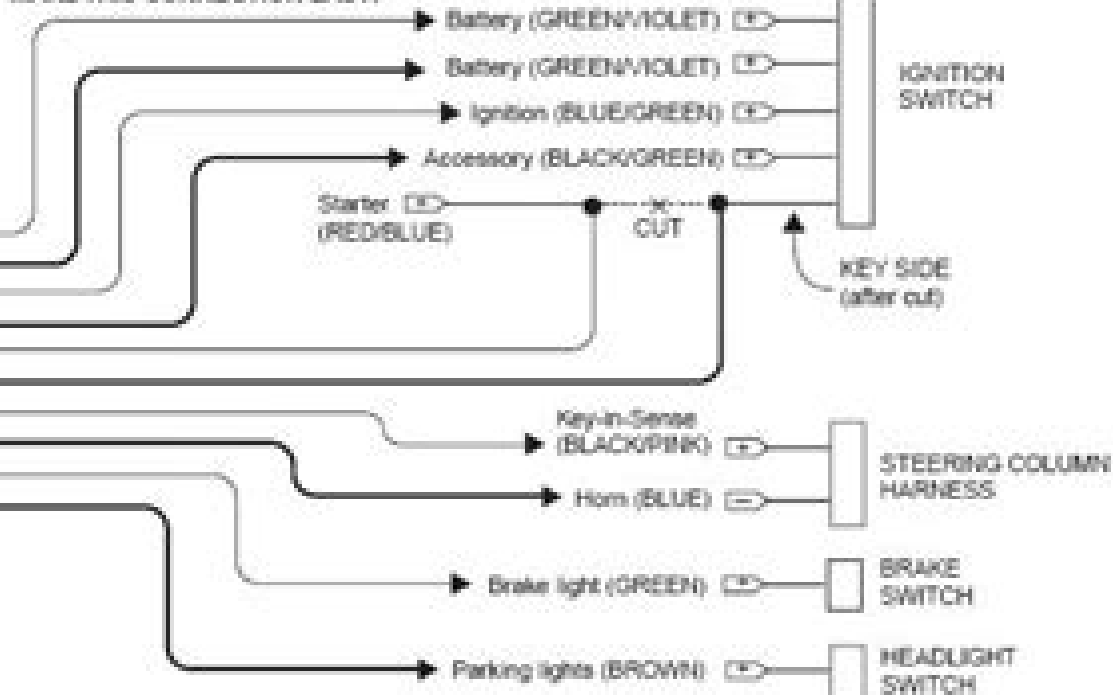 Battery (GREEN/VIOLET) +
Battery (GREEN/VIOLET) +
IGNITION
SWITCH
Ignition (BLUE/GREEN) +
Accessory (BLACK/GREEN) +
Starter +
(RED/BLUE)
CUT
KEY SIDE
(after cut)
Key-In-Sense
(BLACK/PINK) +
STEERING COLUMN
HARNESS
Horn (BLUE) −
Brake light (GREEN) +
BRAKE
SWITCH
Parking lights (BROWN) +
HEADLIGHT
SWITCH